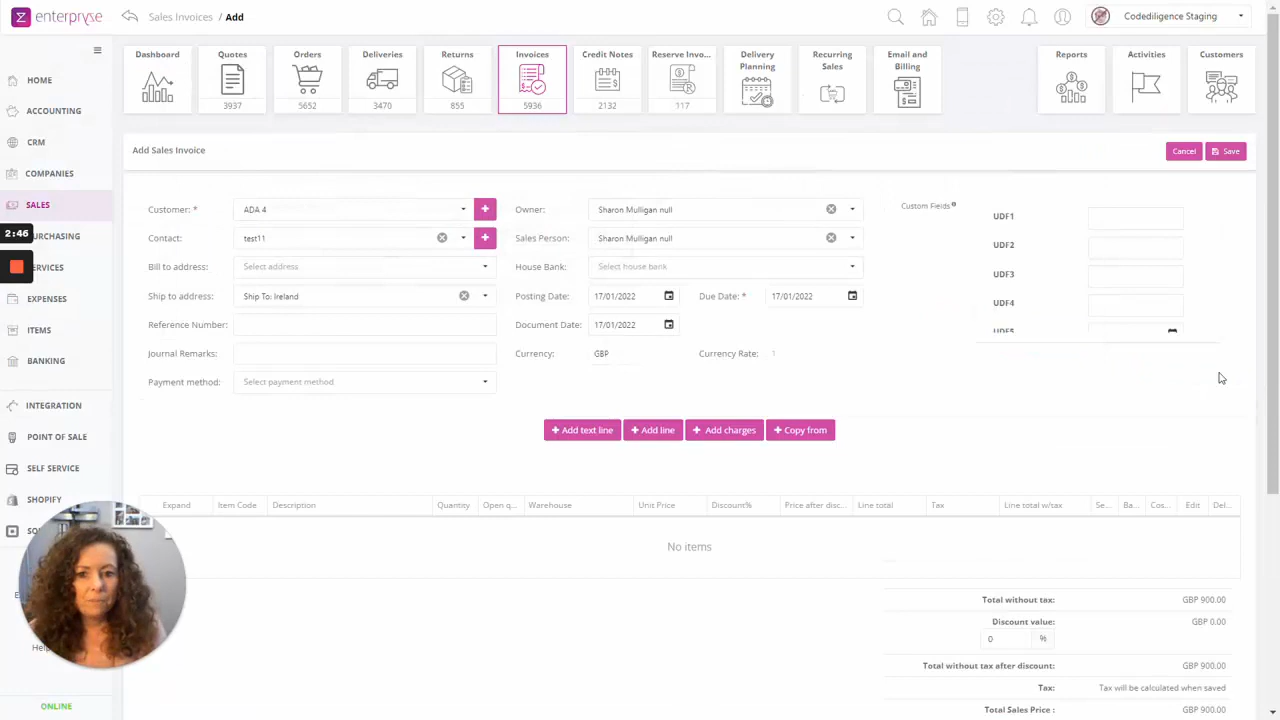 enterpryse
Sales Invoices / Add
Codediligence Staging
Dashboard
Quotes
3937
Orders
5652
Deliveries
3470
Returns
855
Invoices
5936
Credit Notes
2132
Reserve Invo...
117
Delivery
Planning
Recurring
Sales
Email and
Billing
Reports
Activities
Customers
HOME
ACCOUNTING
CRM
COMPANIES
SALES
2:46
URCHASING
ERVICES
EXPENSES
ITEMS
BANKING
INTEGRATION
POINT OF SALE
SELF SERVICE
SHOPIFY
ONLINE
Add Sales Invoice
Cancel
Save
Customer: *
ADA 4
Contact:
test11
Bill to address:
Select address
Ship to address:
Ship To: Ireland
Reference Number:
Journal Remarks:
Payment method:
Select payment method
Owner:
Sharon Mulligan null
Sales Person:
Sharon Mulligan null
House Bank:
Select house bank
Posting Date:
17/01/2022
Due Date: *
17/01/2022
Document Date:
17/01/2022
Currency:
GBP
Currency Rate:
1
Custom Fields
UDF1
UDF2
UDF3
UDF4
UDF5
+ Add text line
+ Add line
+ Add charges
+ Copy from
Expand Item Code Description Quantity Open q... Warehouse Unit Price Discount% Price after disc... Line total Tax Line total w/tax Se... Ba... Cos... Edit Del...
No items
Total without tax: GBP 900.00
Discount value: GBP 0.00
0 %
Total without tax after discount: GBP 900.00
Tax: Tax will be calculated when saved
Total Sales Price : GBP 900.00